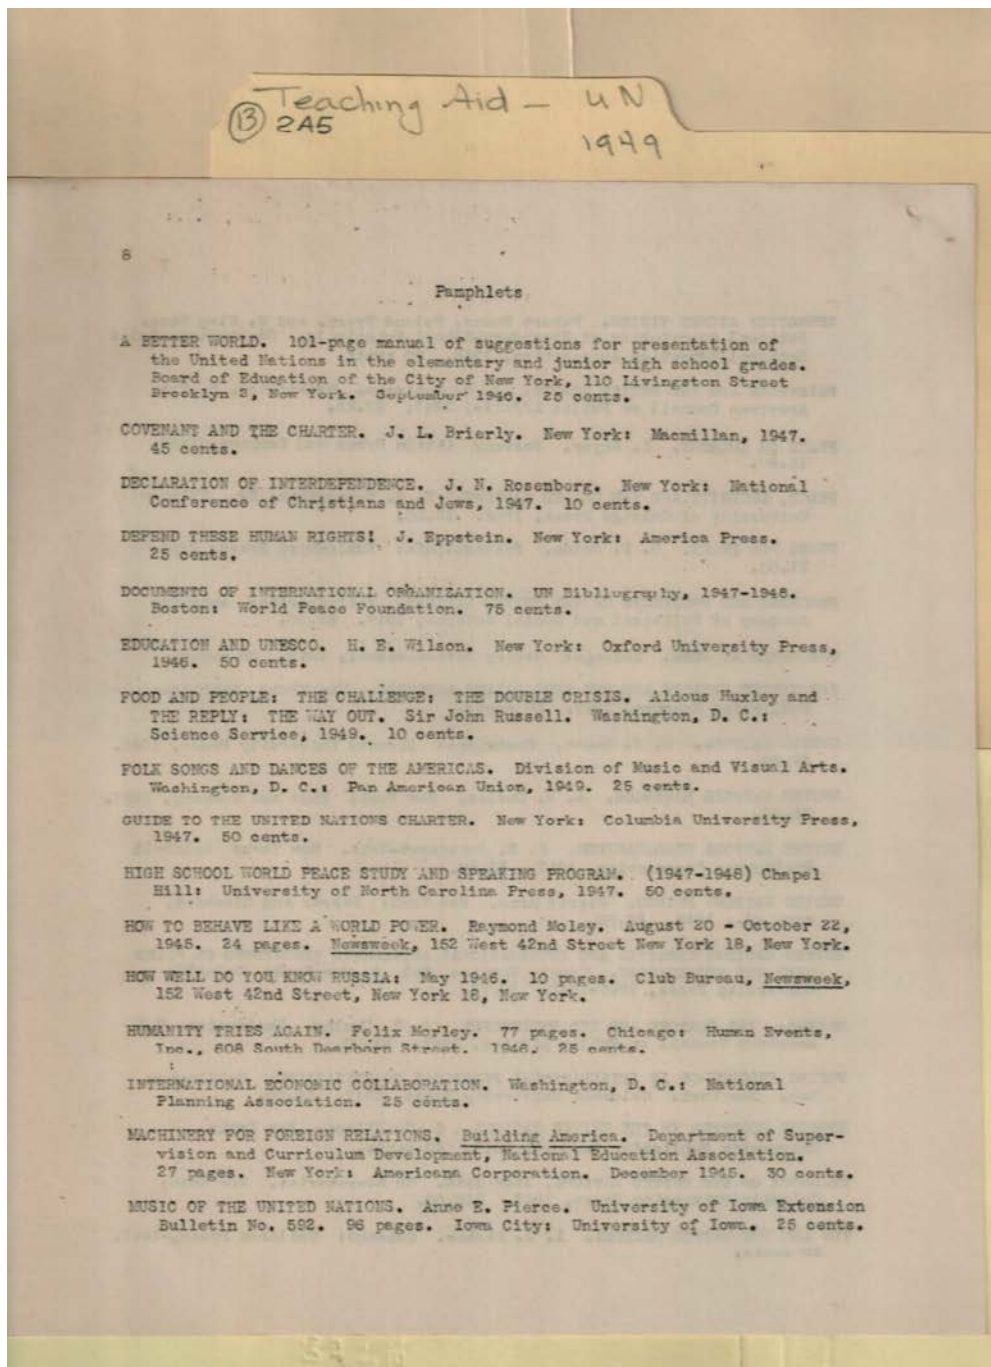 Teaching Aid — UN
13 2A5
1949
8
Pamphlets
A BETTER WORLD. 101-page manual of suggestions for presentation of
the United Nations in the elementary and junior high school grades.
Board of Education of the City of New York, 110 Livingston Street
Brooklyn 2, New York. September 1946. 25 cents.
COVENANT AND THE CHARTER. J. L. Brierly. New York: Macmillan, 1947.
45 cents.
DECLARATION OF INTERDEPENDENCE. J. N. Rosenberg. New York: National
Conference of Christians and Jews, 1947. 10 cents.
DEFEND THESE HUMAN RIGHTS! J. Eppstein. New York: America Press.
25 cents.
DOCUMENTS OF INTERNATIONAL ORGANIZATION. UN Bibliography, 1947-1948.
Boston: World Peace Foundation. 75 cents.
EDUCATION AND UNESCO. H. E. Wilson. New York: Oxford University Press,
1946. 50 cents.
FOOD AND PEOPLE: THE CHALLENGE: THE DOUBLE CRISIS. Aldous Huxley and
THE REPLY: THE WAY OUT. Sir John Russell. Washington, D. C.:
Science Service, 1949. 10 cents.
FOLK SONGS AND DANCES OF THE AMERICAS. Division of Music and Visual Arts.
Washington, D. C.: Pan American Union, 1949. 25 cents.
GUIDE TO THE UNITED NATIONS CHARTER. New York: Columbia University Press,
1947. 50 cents.
HIGH SCHOOL WORLD PEACE STUDY AND SPEAKING PROGRAM. (1947-1948) Chapel
Hill: University of North Carolina Press, 1947. 50 cents.
HOW TO BEHAVE LIKE A WORLD POWER. Raymond Moley. August 20 - October 22,
1945. 24 pages. Newsweek, 152 West 42nd Street New York 18, New York.
HOW WELL DO YOU KNOW RUSSIA: May 1946. 10 pages. Club Bureau, Newsweek,
152 West 42nd Street, New York 18, New York.
HUMANITY TRIES AGAIN. Felix Morley. 77 pages. Chicago: Human Events,
Inc., 608 South Dearborn Street. 1946. 25 cents.
INTERNATIONAL ECONOMIC COLLABORATION. Washington, D. C.: National
Planning Association. 25 cents.
MACHINERY FOR FOREIGN RELATIONS. Building America. Department of Super-
vision and Curriculum Development, National Education Association.
27 pages. New York: Americana Corporation. December 1945. 30 cents.
MUSIC OF THE UNITED NATIONS. Anne E. Pierce. University of Iowa Extension
Bulletin No. 592. 96 pages. Iowa City: University of Iowa. 25 cents.